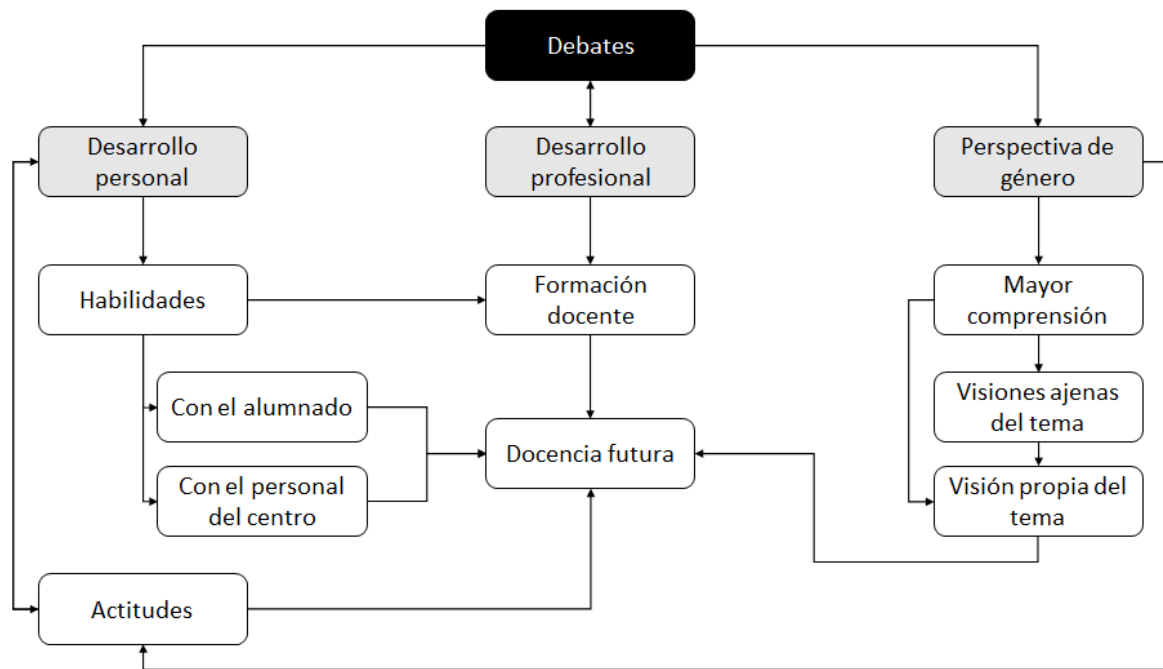 Debates
Desarrollo
personal
Desarrollo
profesional
Perspectiva de
género
Habilidades
Formación
docente
Mayor
comprensión
Con el alumnado
Visiones ajenas
del tema
Docencia futura
Con el personal
del centro
Visión propia del
tema
Actitudes